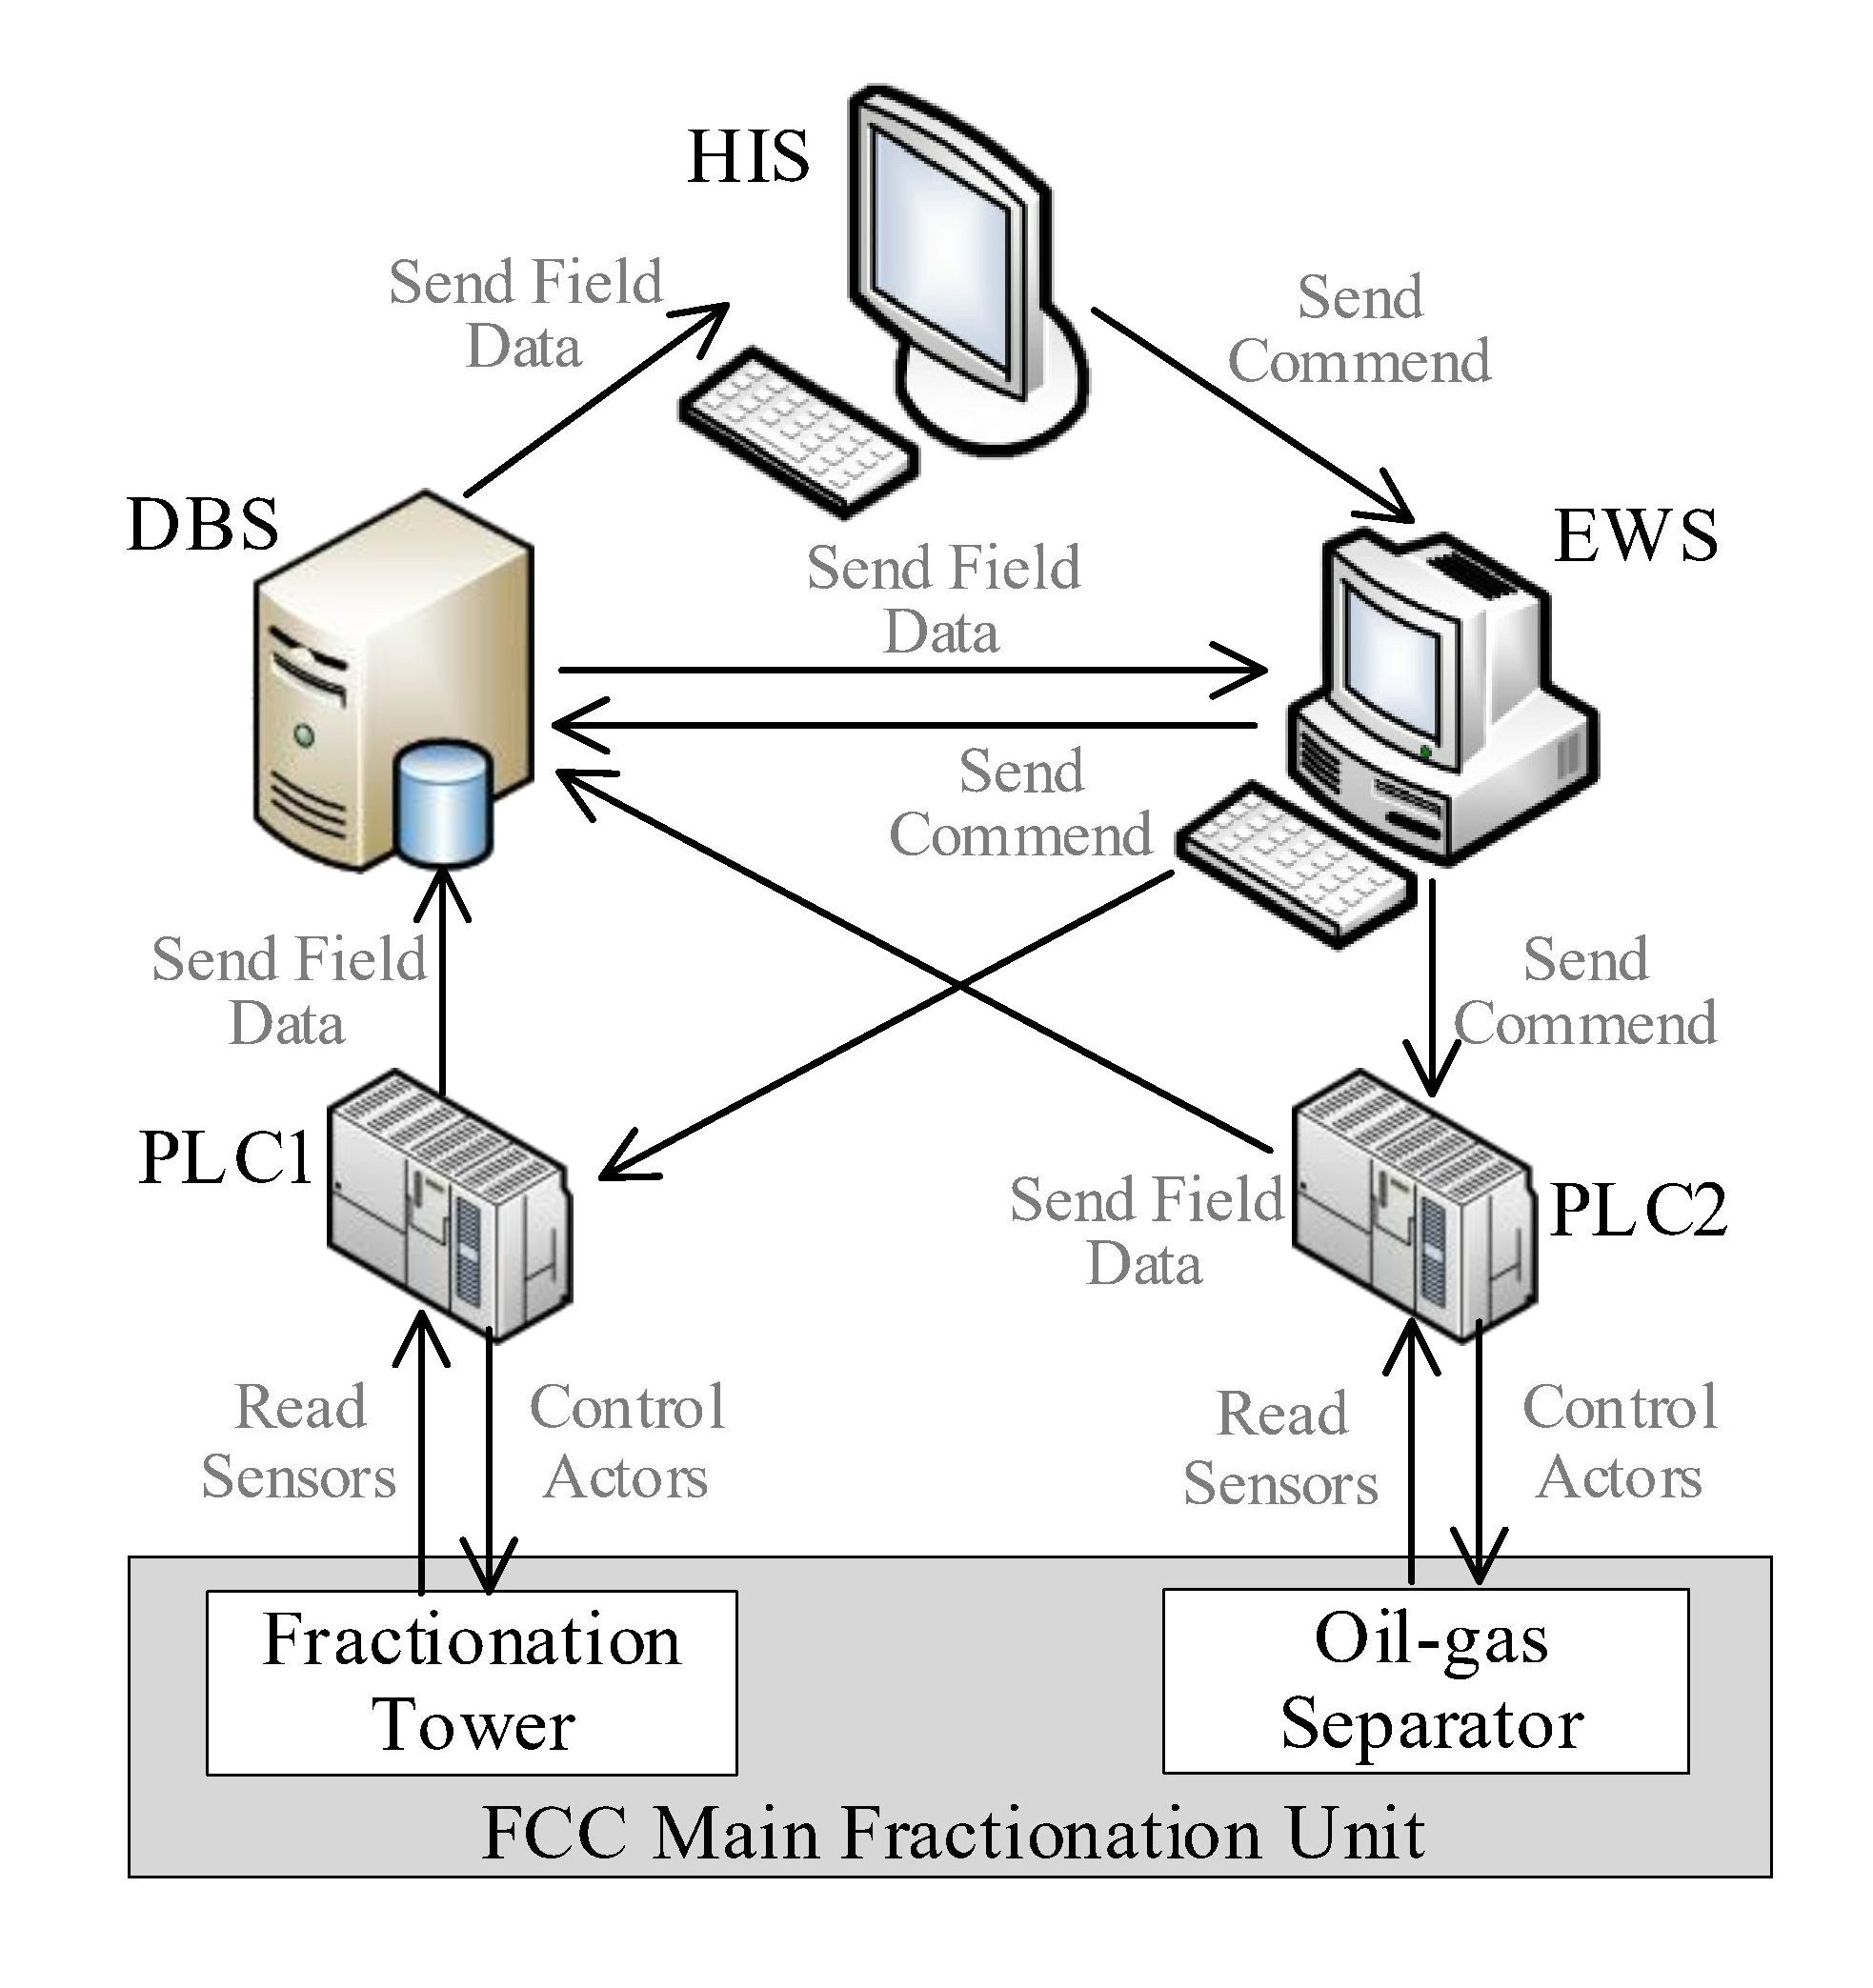 HIS
Send Field
Data
Send
Commend
DBS
EWS
Send Field
Data
Send
Commend
Send Field
Data
Send
Commend
PLC1
Send Field
Data
PLC2
Read
Sensors
Control
Actors
Read
Sensors
Control
Actors
Fractionation
Tower
Oil-gas
Separator
FCC Main Fractionation Unit